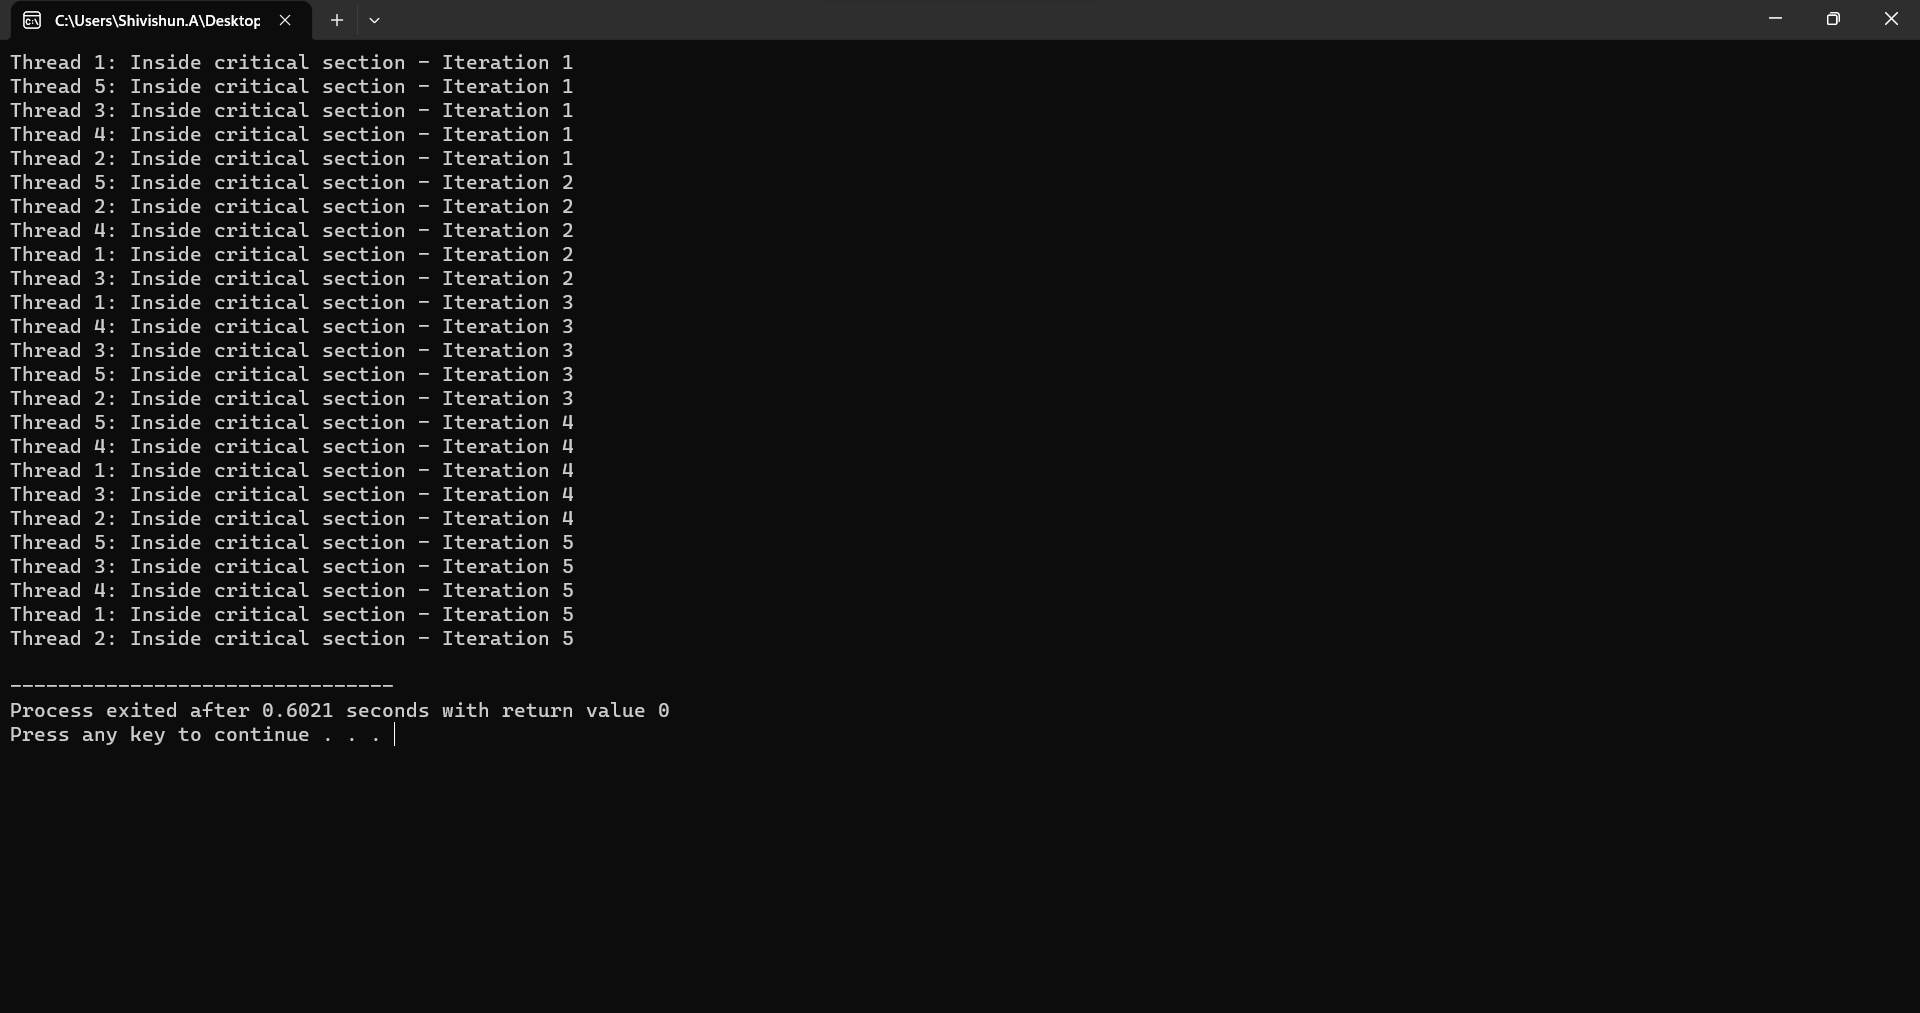 C:\Users\Shivishun.A\Desktop
Thread 1: Inside critical section - Iteration 1
Thread 5: Inside critical section - Iteration 1
Thread 3: Inside critical section - Iteration 1
Thread 4: Inside critical section - Iteration 1
Thread 2: Inside critical section - Iteration 1
Thread 5: Inside critical section - Iteration 2
Thread 2: Inside critical section - Iteration 2
Thread 4: Inside critical section - Iteration 2
Thread 1: Inside critical section - Iteration 2
Thread 3: Inside critical section - Iteration 2
Thread 1: Inside critical section - Iteration 3
Thread 4: Inside critical section - Iteration 3
Thread 3: Inside critical section - Iteration 3
Thread 5: Inside critical section - Iteration 3
Thread 2: Inside critical section - Iteration 3
Thread 5: Inside critical section - Iteration 4
Thread 4: Inside critical section - Iteration 4
Thread 1: Inside critical section - Iteration 4
Thread 3: Inside critical section - Iteration 4
Thread 2: Inside critical section - Iteration 4
Thread 5: Inside critical section - Iteration 5
Thread 3: Inside critical section - Iteration 5
Thread 4: Inside critical section - Iteration 5
Thread 1: Inside critical section - Iteration 5
Thread 2: Inside critical section - Iteration 5
--------------------------------
Process exited after 0.6021 seconds with return value 0
Press any key to continue . . .